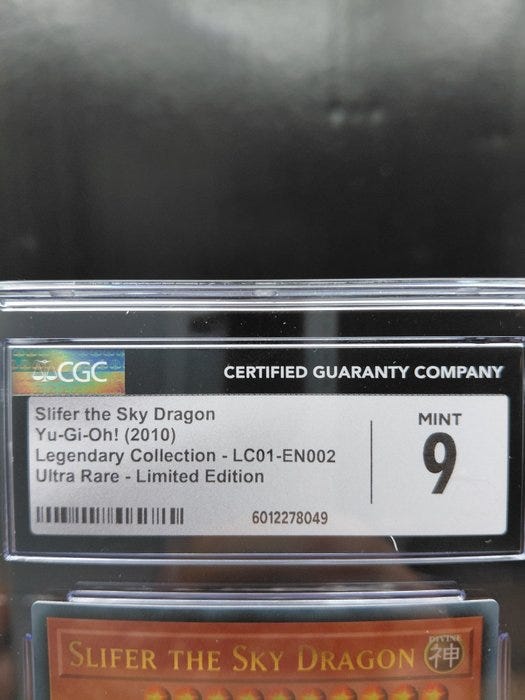 CGC
CERTIFIED GUARANTY COMPANY
Slifer the Sky Dragon
Yu-Gi-Oh! (2010)
Legendary Collection - LC01-EN002
Ultra Rare - Limited Edition
MINT
9
6012278049
SLIFER THE SKY DRAGON
DIVINE
神